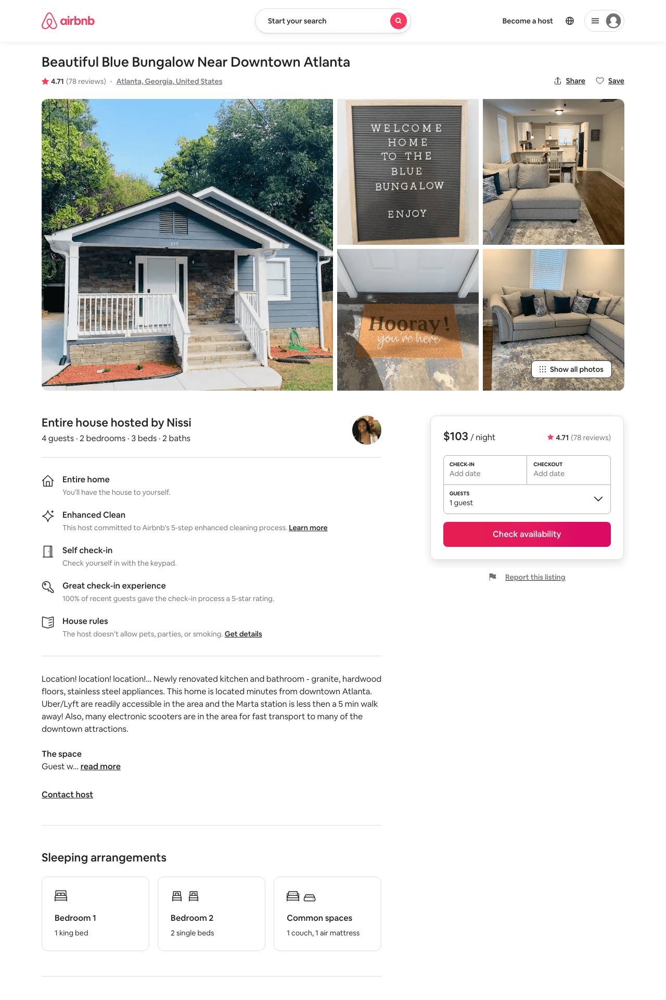 airbnb
Start your search
Become a host
Beautiful Blue Bungalow Near Downtown Atlanta
4.71 (78 reviews) · Atlanta, Georgia, United States
Share
Save
350
WELCOME
HOME
TO THE
BLUE
BUNGALOW
ENJOY
Hooray!
you're here
Show all photos
Entire house hosted by Nissi
4 guests · 2 bedrooms · 3 beds · 2 baths
Entire home
You’ll have the house to yourself.
Enhanced Clean
This host committed to Airbnb's 5-step enhanced cleaning process. Learn more
Self check-in
Check yourself in with the keypad.
Great check-in experience
100% of recent guests gave the check-in process a 5-star rating.
House rules
The host doesn’t allow pets, parties, or smoking. Get details
$103 / night
4.71 (78 reviews)
CHECK-IN
Add date
CHECKOUT
Add date
GUESTS
1 guest
Check availability
Report this listing
Location! location! location!... Newly renovated kitchen and bathroom - granite, hardwood
floors, stainless steel appliances. This home is located minutes from downtown Atlanta.
Uber/Lyft are readily accessible in the area and the Marta station is less then a 5 min walk
away! Also, many electronic scooters are in the area for fast transport to many of the
downtown attractions.
The space
Guest w... read more
Contact host
Sleeping arrangements
Bedroom 1
1 king bed
Bedroom 2
2 single beds
Common spaces
1 couch, 1 air mattress